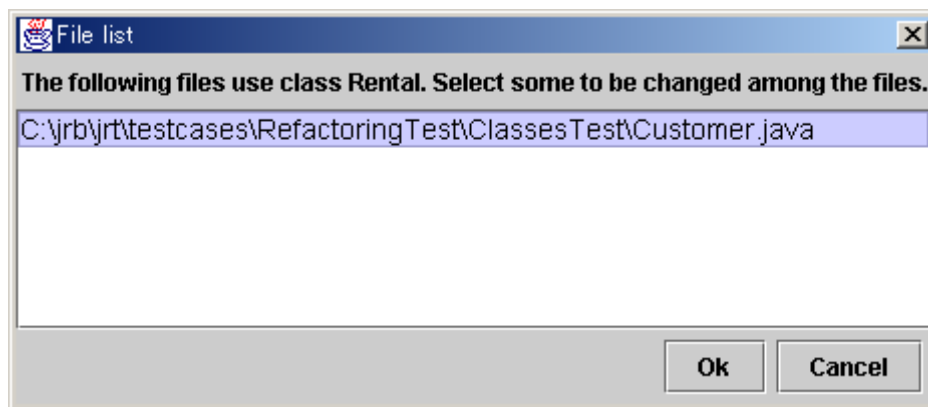 File list
The following files use class Rental. Select some to be changed among the files.
C:\jrb\jrt\testcases\RefactoringTest\ClassesTest\Customer.java
Ok
Cancel